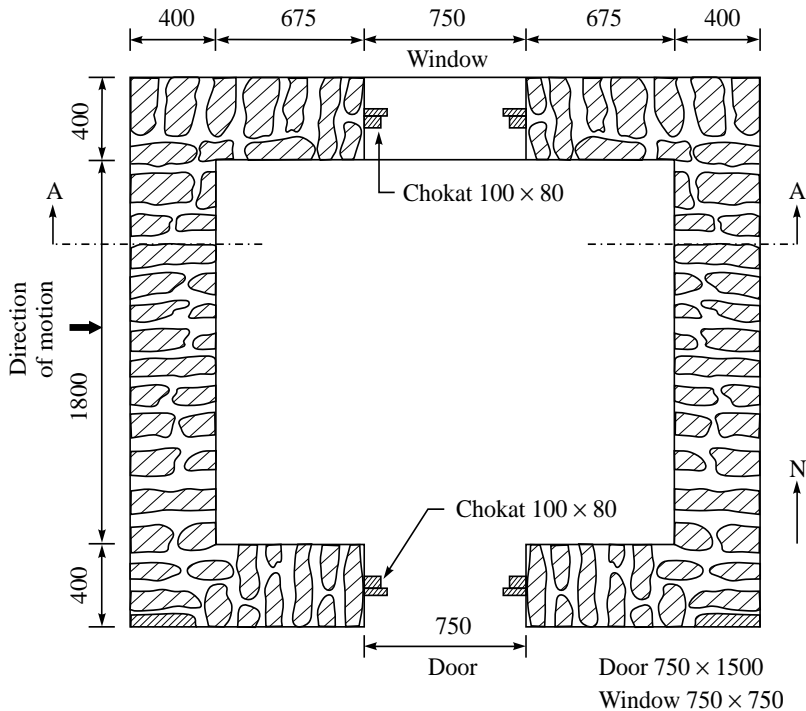 400 675 750 675 400
Window
400
Chokat 100 × 80
A A
Direction
of motion
1800
N
Chokat 100 × 80
400
750
Door
Door 750 × 1500
Window 750 × 750